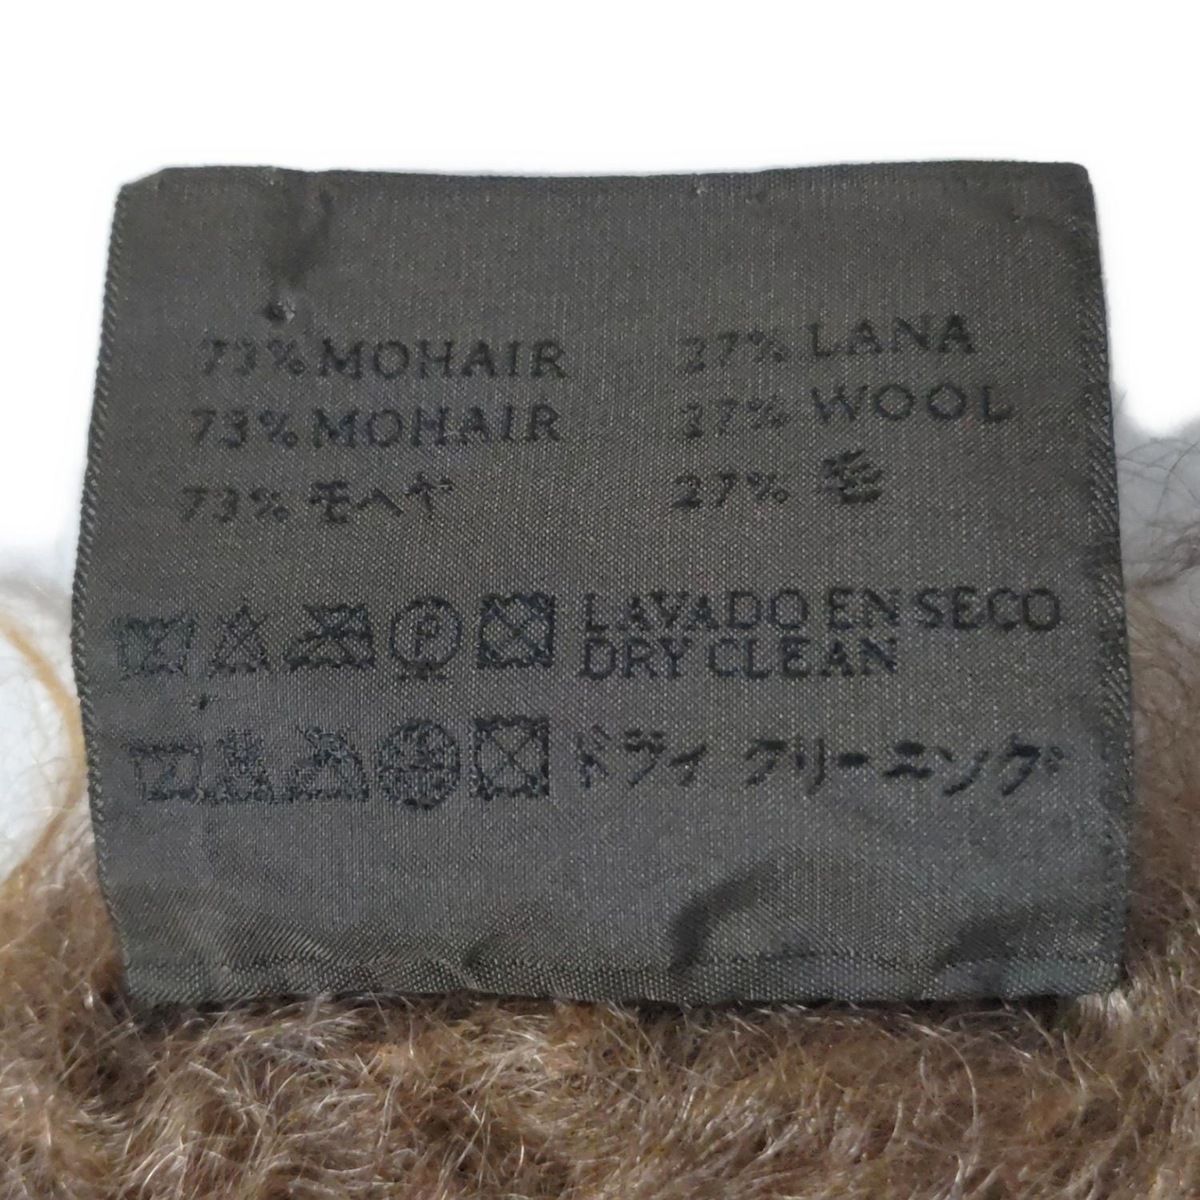 73% MOHAIR 27% LANA
73% MOHAIR 27% WOOL
73% モヘヤ 27% 毛
P LAVADO EN SECO
DRY CLEAN
ドライ クリーニング